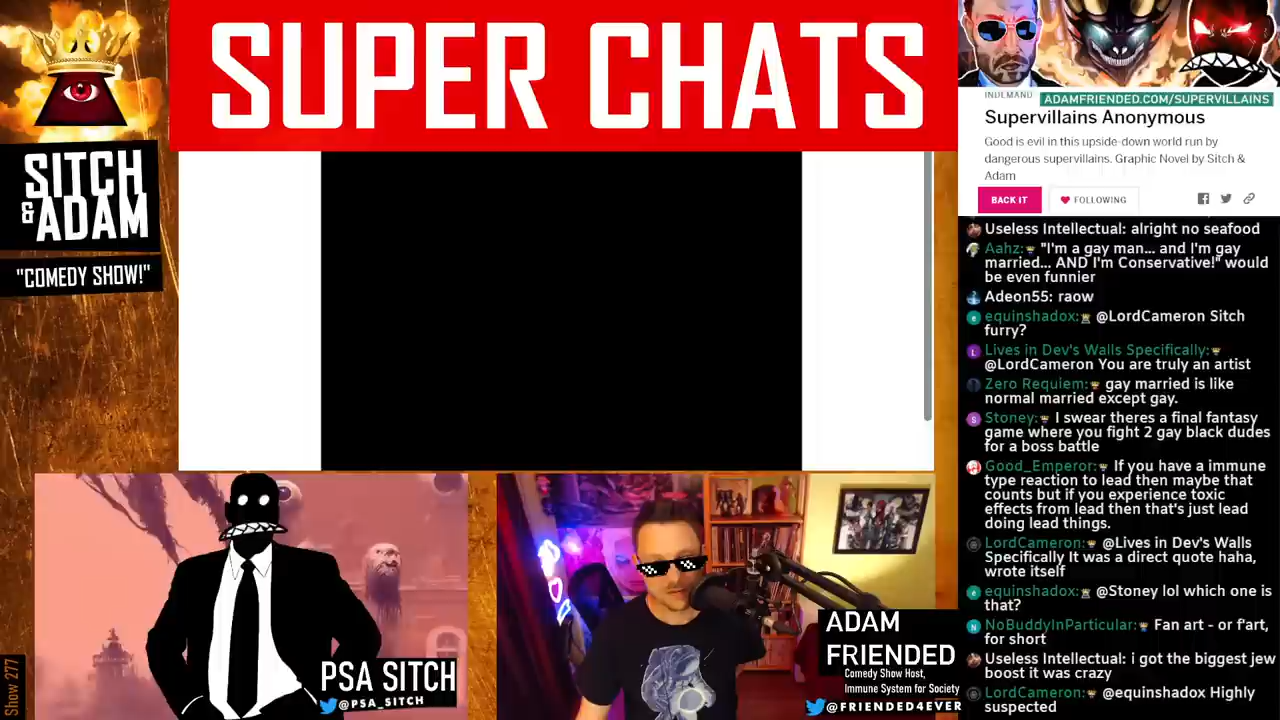 SUPER CHATS
SITCH
& ADAM
"COMEDY SHOW!"
Show 277
INDEMAND
ADAMFRIENDED.COM/SUPERVILLAINS
Supervillains Anonymous
Good is evil in this upside-down world run by
dangerous supervillains. Graphic Novel by Sitch &
Adam
BACK IT
FOLLOWING
Useless Intellectual: alright no seafood
Aahz: "I'm a gay man... and I'm gay
married... AND I'm Conservative!" would
be even funnier
Adeon55: raow
equinshadox: @LordCameron Sitch
furry?
Lives in Dev's Walls Specifically:
@LordCameron You are truly an artist
Zero Requiem: gay married is like
normal married except gay.
Stoney: I swear theres a final fantasy
game where you fight 2 gay black dudes
for a boss battle
Good_Emperor: If you have a immune
type reaction to lead then maybe that
counts but if you experience toxic
effects from lead then that's just lead
doing lead things.
LordCameron: @Lives in Dev's Walls
Specifically It was a direct quote haha,
wrote itself
equinshadox: @Stoney lol which one is
that?
NoBuddyInParticular: Fan art - or f'art,
for short
Useless Intellectual: i got the biggest jew
boost it was crazy
LordCameron: @equinshadox Highly
suspected
PSA SITCH
@PSA_SITCH
ADAM
FRIENDED
Comedy Show Host,
Immune System for Society
@FRIENDED4EVER